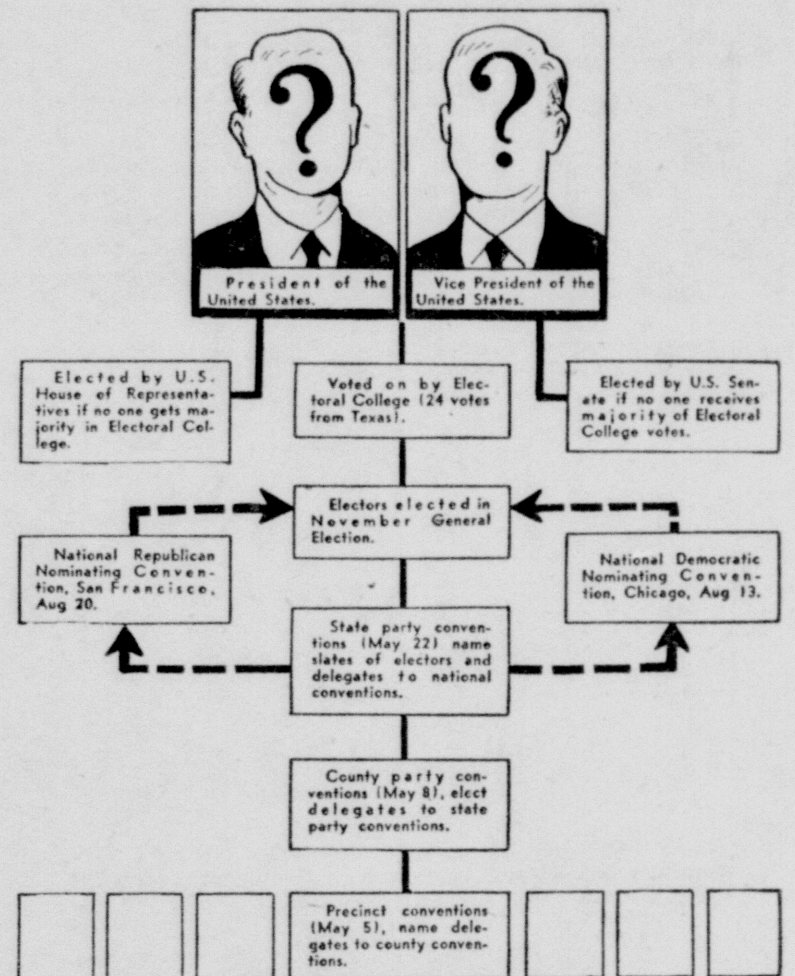 ?
?
President of the
United States.
Vice President of the
United States.
Elected by U.S.
House of Representa-
tives if no one gets ma-
jority in Electoral Col-
lege.
Voted on by Elec-
toral College (24 votes
from Texas).
Elected by U.S. Sen-
ate if no one receives
majority of Electoral
College votes.
Electors elected in
November General
Election.
National Republican
Nominating Conven-
tion, San Francisco,
Aug 20.
National Democratic
Nominating Conven-
tion, Chicago, Aug 13.
State party conven-
tions (May 22) name
slates of electors and
delegates to national
conventions.
County party con-
ventions (May 8), elect
delegates to state
party conventions.
Precinct conventions
(May 5), name dele-
gates to county conven-
tions.